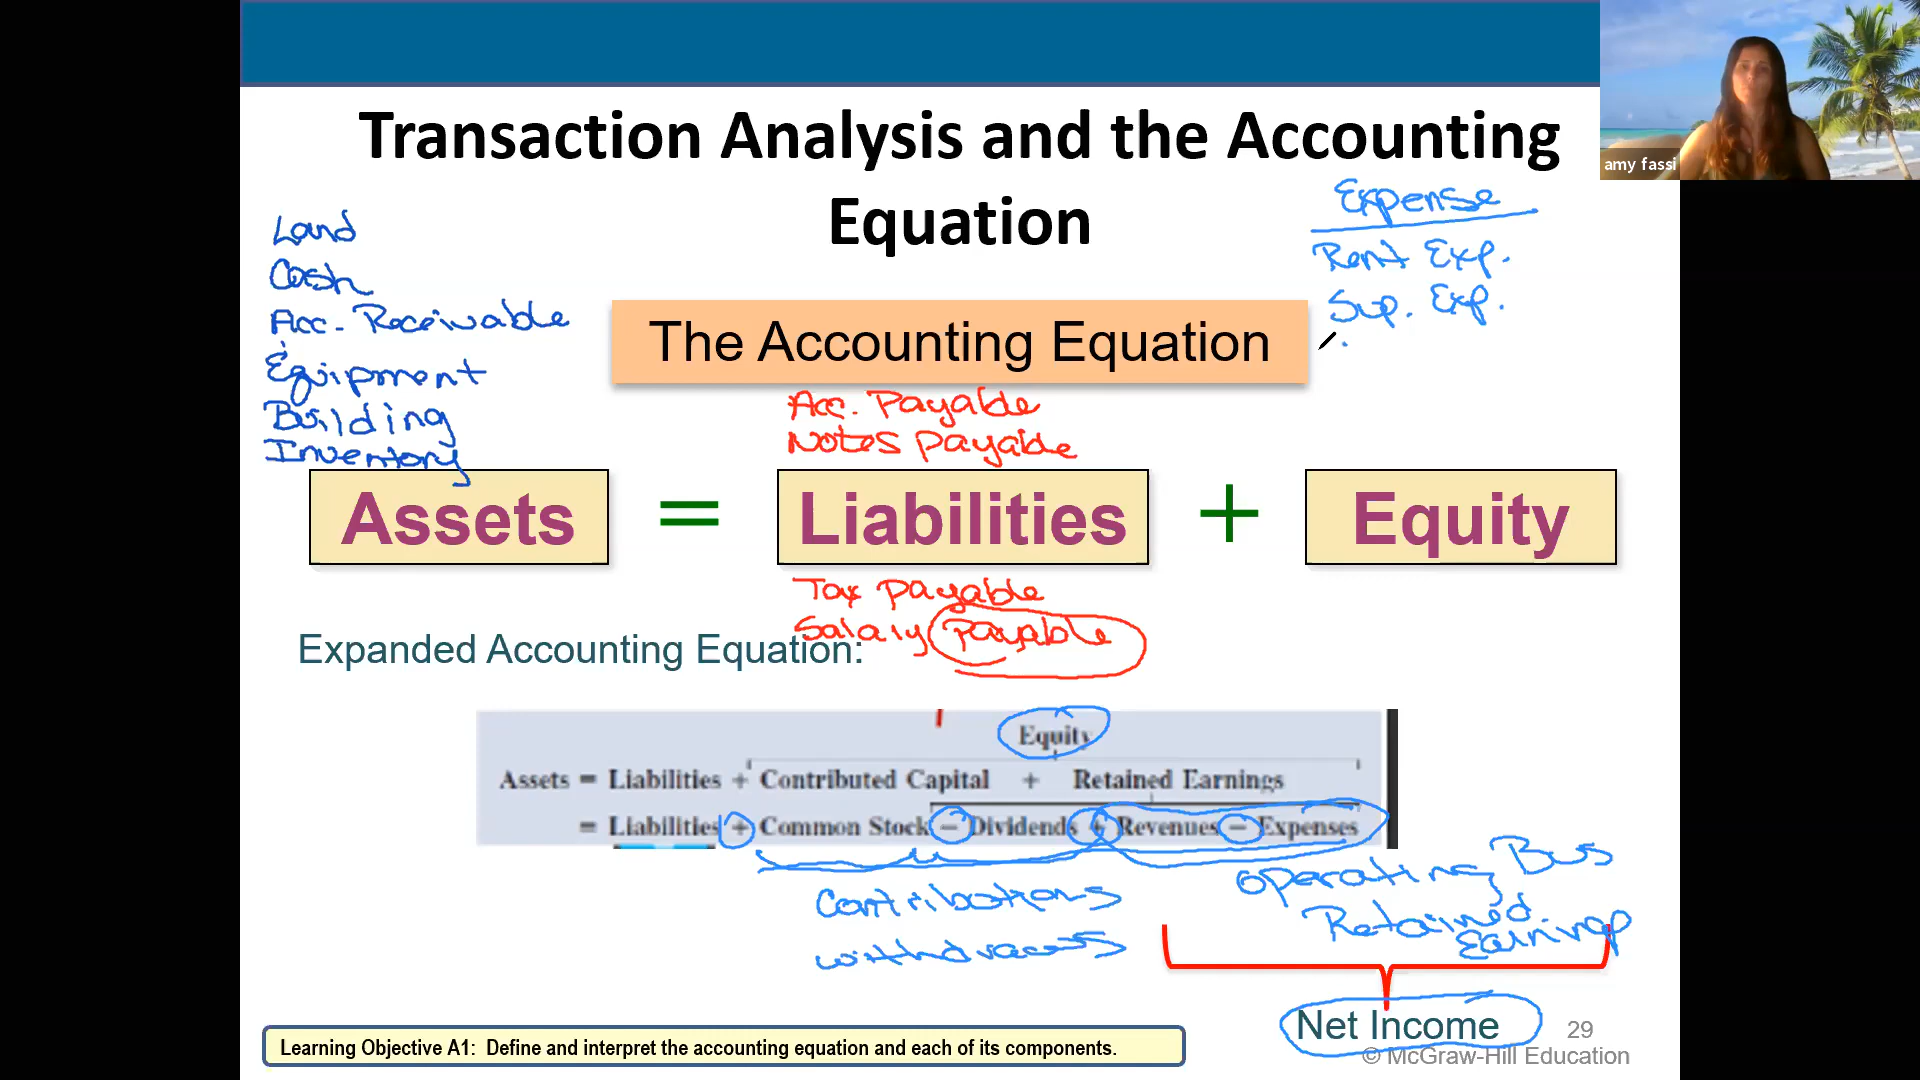 Transaction Analysis and the Accounting
Equation
amy fassi
Expense
Rent Exp.
Sup. Exp.
Land
Cash
Acc. Receivable
Equipment
Building
Inventory
The Accounting Equation
Acc. Payable
Notes Payable
Assets = Liabilities + Equity
Tax Payable
Salary Payable
Expanded Accounting Equation:
Equity
Assets = Liabilities + Contributed Capital + Retained Earnings
= Liabilities + Common Stock − Dividends + Revenues − Expenses
Contributions
withdrawals
Operating Bus
Retained
Earnings
Net Income
29
Learning Objective A1: Define and interpret the accounting equation and each of its components.
© McGraw-Hill Education